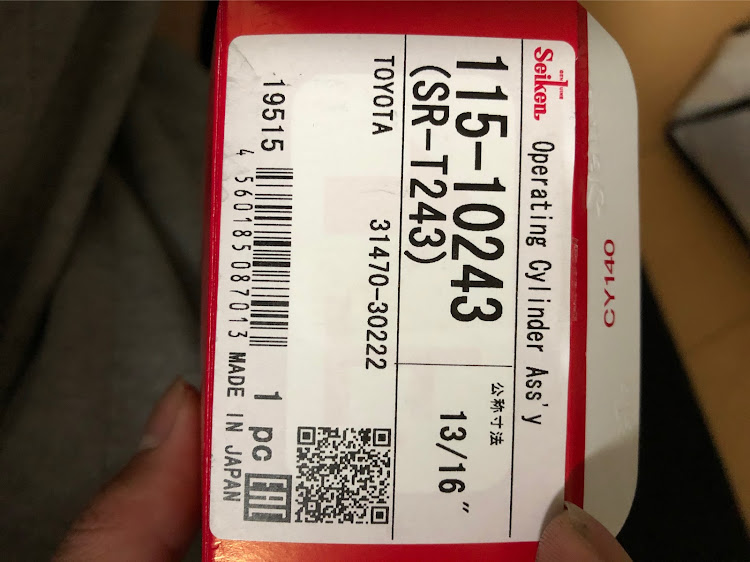 Seiken Operating Cylinder Ass'y
115-10243
(SR-T243)
公称寸法
13/16"
TOYOTA 31470-30222
19515
4 560185 087013
1 pc
MADE IN JAPAN
EAC
CY140